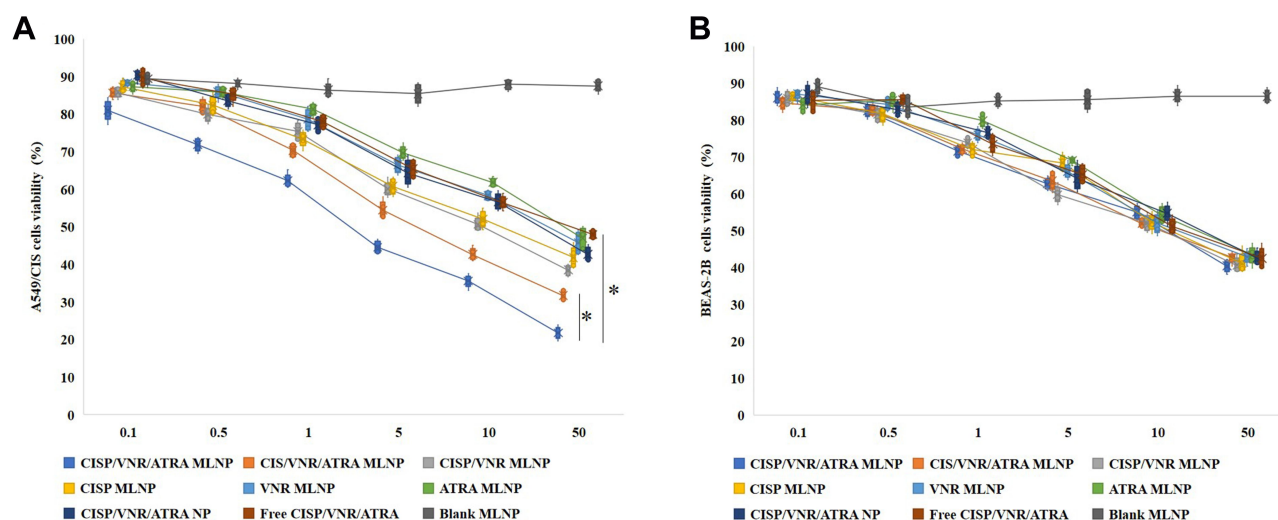 A
A549/CIS cells viability (%)
100
90
80
70
60
50
40
30
20
10
0
*
*
0.1 0.5 1 5 10 50
CISP/VNR/ATRA MLNP CIS/VNR/ATRA MLNP CISP/VNR MLNP
CISP MLNP VNR MLNP ATRA MLNP
CISP/VNR/ATRA NP Free CISP/VNR/ATRA Blank MLNP
B
BEAS-2B cells viability (%)
100
90
80
70
60
50
40
30
20
10
0
0.1 0.5 1 5 10 50
CISP/VNR/ATRA MLNP CIS/VNR/ATRA MLNP CISP/VNR MLNP
CISP MLNP VNR MLNP ATRA MLNP
CISP/VNR/ATRA NP Free CISP/VNR/ATRA Blank MLNP